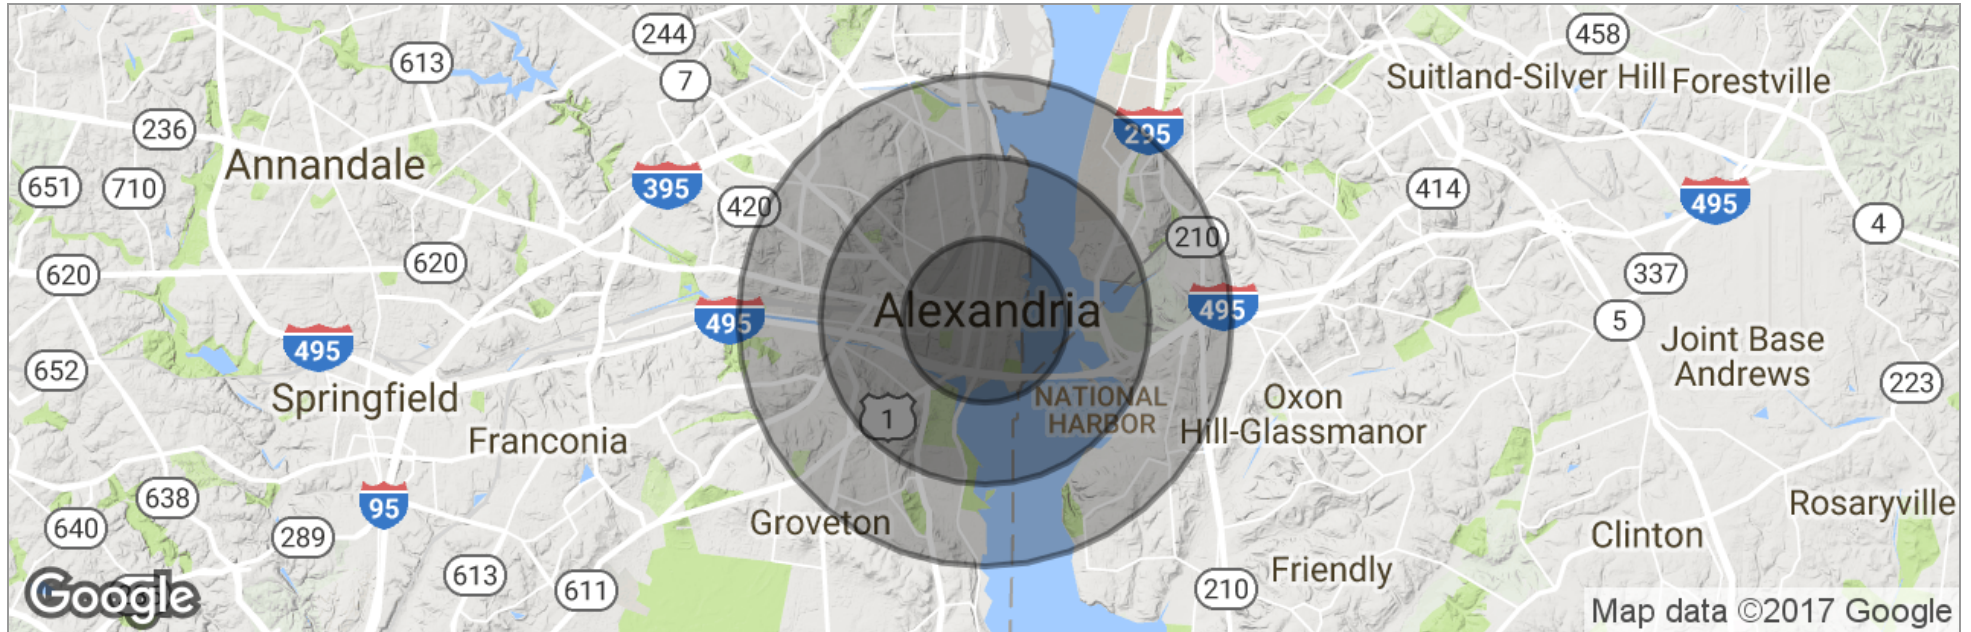 244
458
613
7
Suitland-Silver Hill
Forestville
236
295
Annandale
651
710
395
420
414
495
4
210
620
620
337
495
495
Alexandria
5
495
Joint Base
Andrews
652
223
Springfield
NATIONAL
HARBOR
Oxon
Hill-Glassmanor
1
Franconia
638
95
Rosaryville
640
289
Groveton
Clinton
613
611
Friendly
210
Google
Map data ©2017 Google